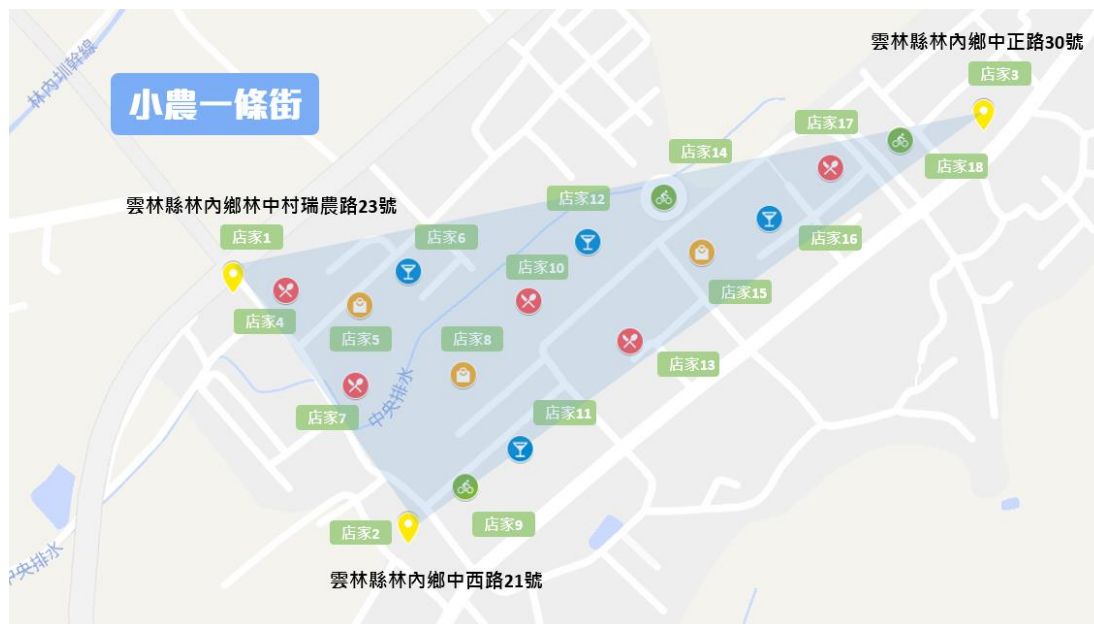 雲林縣林內鄉中正路30號
店家3
林內圳幹線
小農一條街
店家17
店家14
店家18
店家12
雲林縣林內鄉林中村瑞農路23號
店家1
店家6
店家16
店家10
店家15
店家4
店家5
店家8
店家13
中央排水
店家7
店家11
店家9
店家2
中央排水
雲林縣林內鄉中西路21號